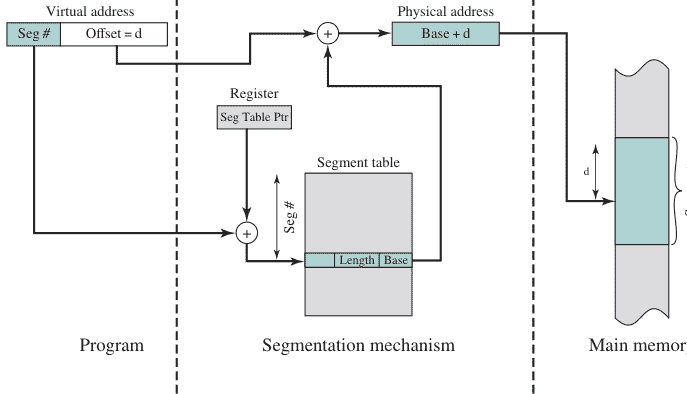 Virtual address
Seg #
Offset = d
Physical address
+
Base + d
Register
Seg Table Ptr
Segment table
d
Seg #
+
Length
Base
Program
Segmentation mechanism
Main